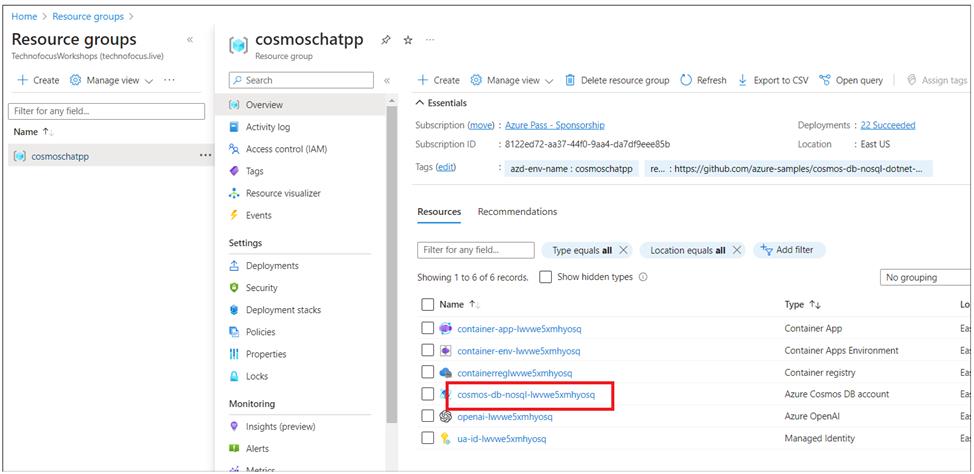 Home > Resource groups >
Resource groups
TechnofocusWorkshops (technofocus.live)
+ Create Manage view ...
Filter for any field...
Name ↑↓
cosmoschatpp ...
cosmoschatpp
Resource group
Search
Overview
Activity log
Access control (IAM)
Tags
Resource visualizer
Events
Settings
Deployments
Security
Deployment stacks
Policies
Properties
Locks
Monitoring
Insights (preview)
Alerts
Metrics
+ Create Manage view Delete resource group Refresh Export to CSV Open query Assign tags
Essentials
Subscription (move) : Azure Pass - Sponsorship Deployments : 22 Succeeded
Subscription ID : 8122ed72-aa37-44f0-9aa4-da7df9eee85b Location : East US
Tags (edit) : azd-env-name : cosmoschatpp re... : https://github.com/azure-samples/cosmos-db-nosql-dotnet-...
Resources Recommendations
Filter for any field... Type equals all Location equals all Add filter
Showing 1 to 6 of 6 records. Show hidden types No grouping
Name ↑↓ Type ↑↓ Lo
container-app-lwvwe5xmhyosq Container App Eas
container-env-lwvwe5xmhyosq Container Apps Environment Eas
containerreglwvwe5xmhyosq Container registry Eas
cosmos-db-nosql-lwvwe5xmhyosq Azure Cosmos DB account Eas
openai-lwvwe5xmhyosq Azure OpenAI Eas
ua-id-lwvwe5xmhyosq Managed Identity Eas